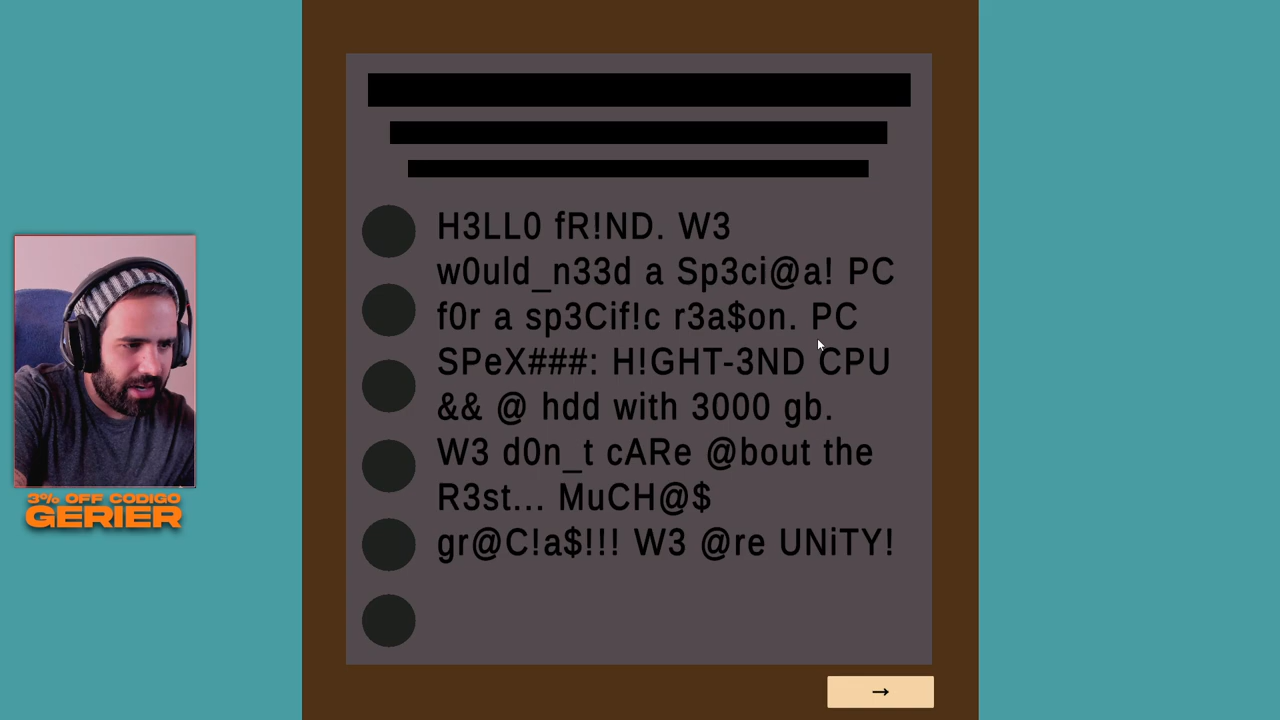 H3LL0 fR!ND. W3
w0uld_n33d a Sp3ci@a! PC
f0r a sp3Cif!c r3a$on. PC
SPeX###: H!GHT-3ND CPU
&& @ hdd with 3000 gb.
W3 d0n_t cARe @bout the
R3st... MuCH@$
gr@C!a$!!! W3 @re UNiTY!
→
3% OFF CODIGO
GERIER